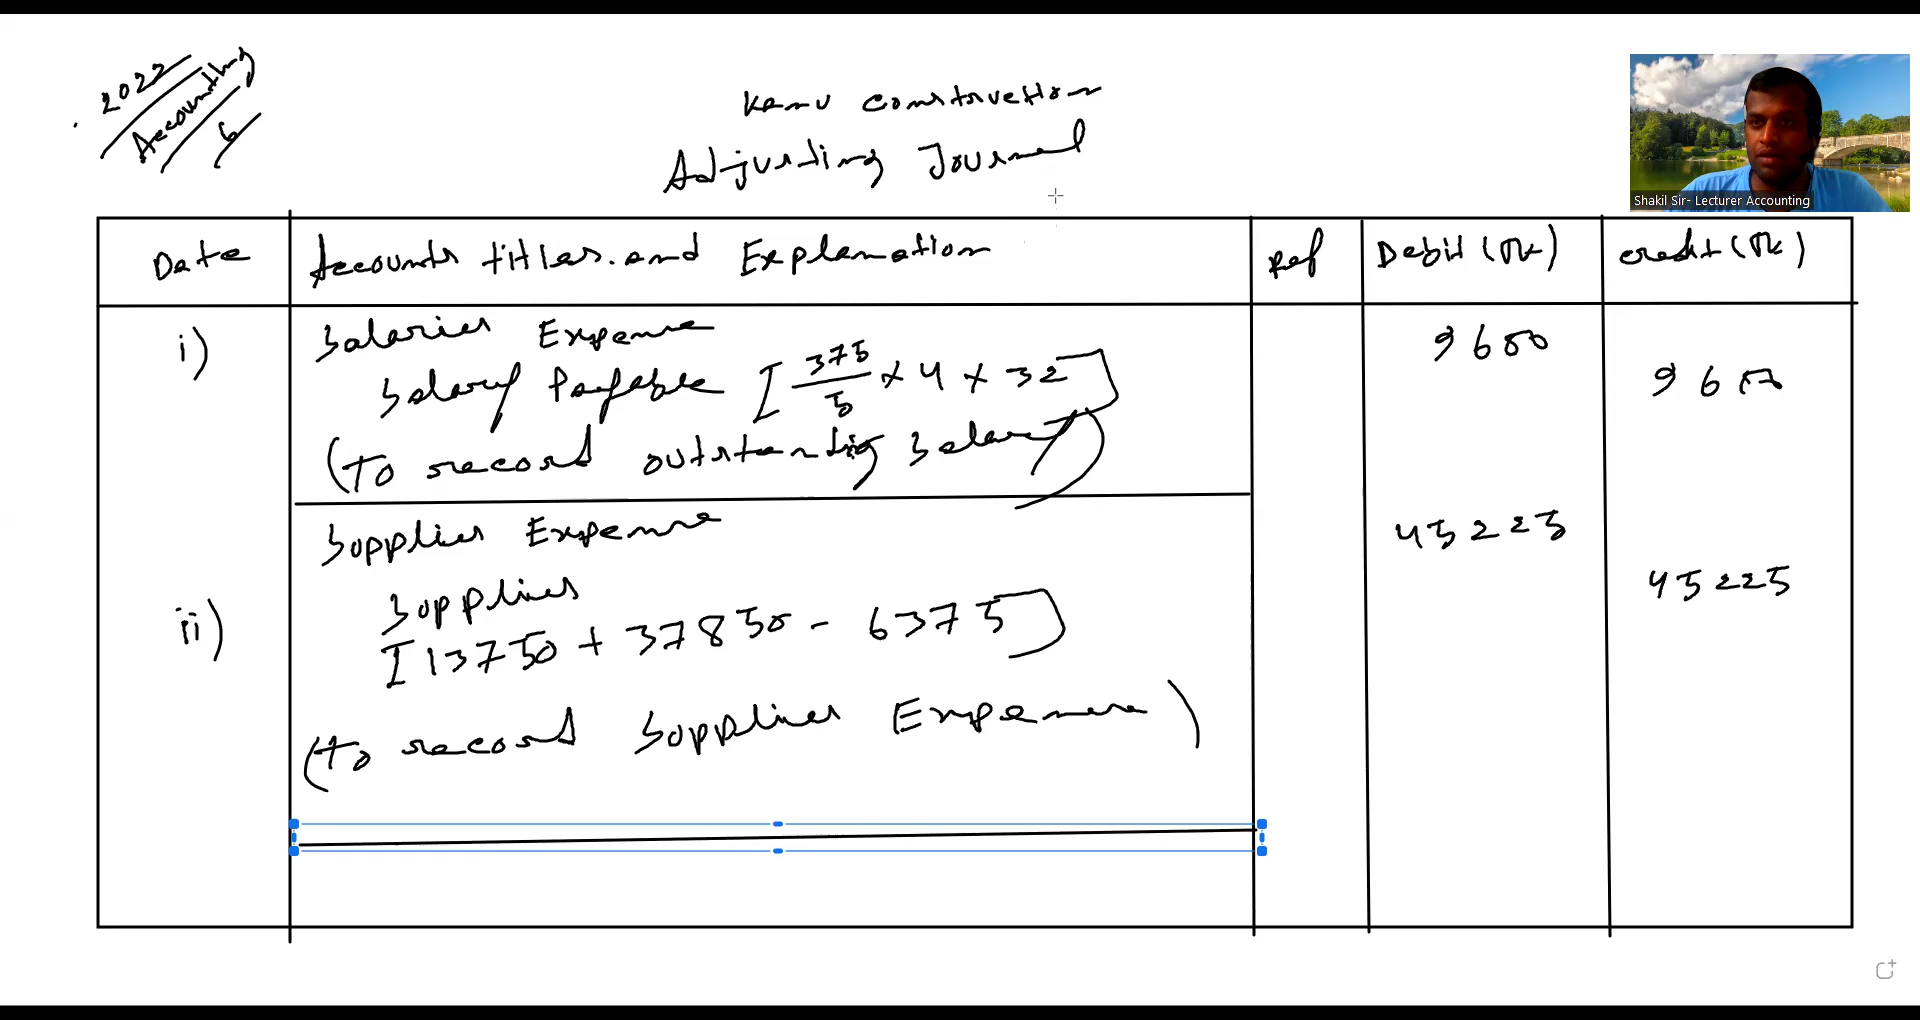 2022
Accounting
6
Kanu Construction
Adjusting Journal
Shakil Sir- Lecturer Accounting
Date Accounts titles and Explanation Ref Debit (Tk) credit (Tk)
i) Salaries Expense 9600
Salary Payable [375/5 × 4 × 32] 9600
(To record outstanding salary)
Supplies Expense 45225
ii) Supplies 45225
[13750 + 37850 - 6375]
(To record Supplies Expense)